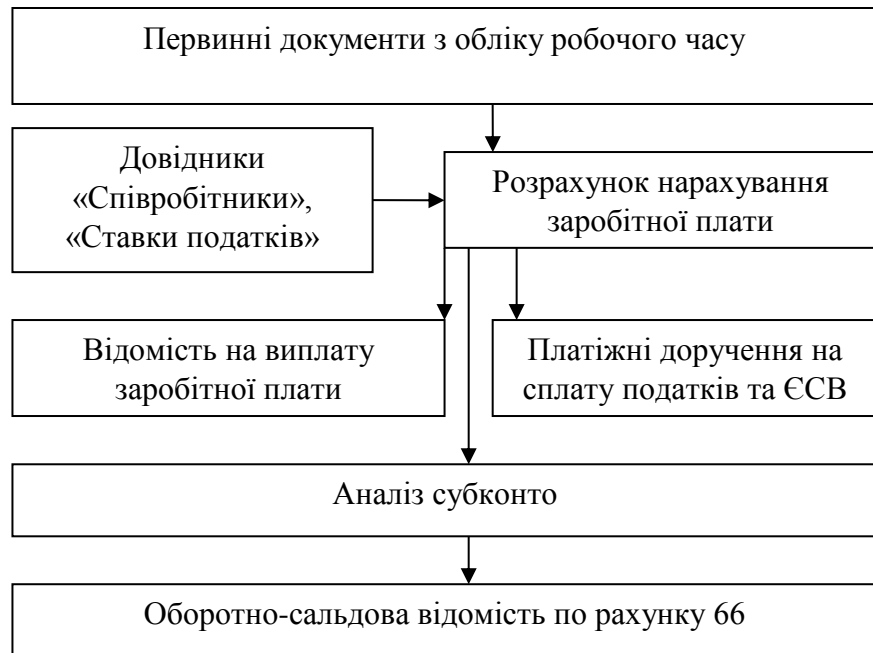 Первинні документи з обліку робочого часу
Довідники
«Співробітники»,
«Ставки податків»
Розрахунок нарахування
заробітної плати
Відомість на виплату
заробітної плати
Платіжні доручення на
сплату податків та ЄСВ
Аналіз субконто
Оборотно-сальдова відомість по рахунку 66